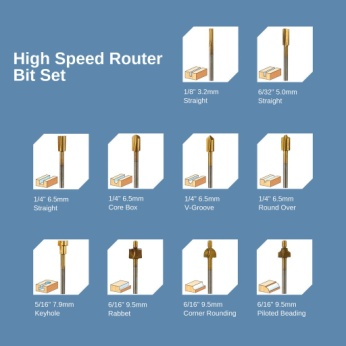 High Speed Router
Bit Set
1/8" 3.2mm
Straight
6/32" 5.0mm
Straight
1/4" 6.5mm
Straight
1/4" 6.5mm
Core Box
1/4" 6.5mm
V-Groove
1/4" 6.5mm
Round Over
5/16" 7.9mm
Keyhole
6/16" 9.5mm
Rabbet
6/16" 9.5mm
Corner Rounding
6/16" 9.5mm
Piloted Beading